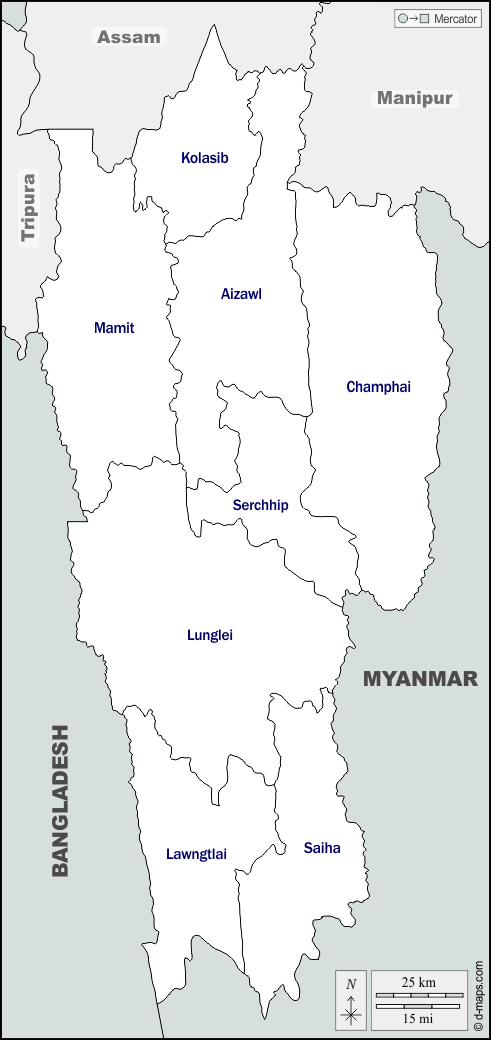 Mercator
Assam
Manipur
Kolasib
Tripura
Aizawl
Mamit
Champhai
Serchhip
Lunglei
MYANMAR
BANGLADESH
Lawngtlai
Saiha
N
25 km
15 mi
© d-maps.com